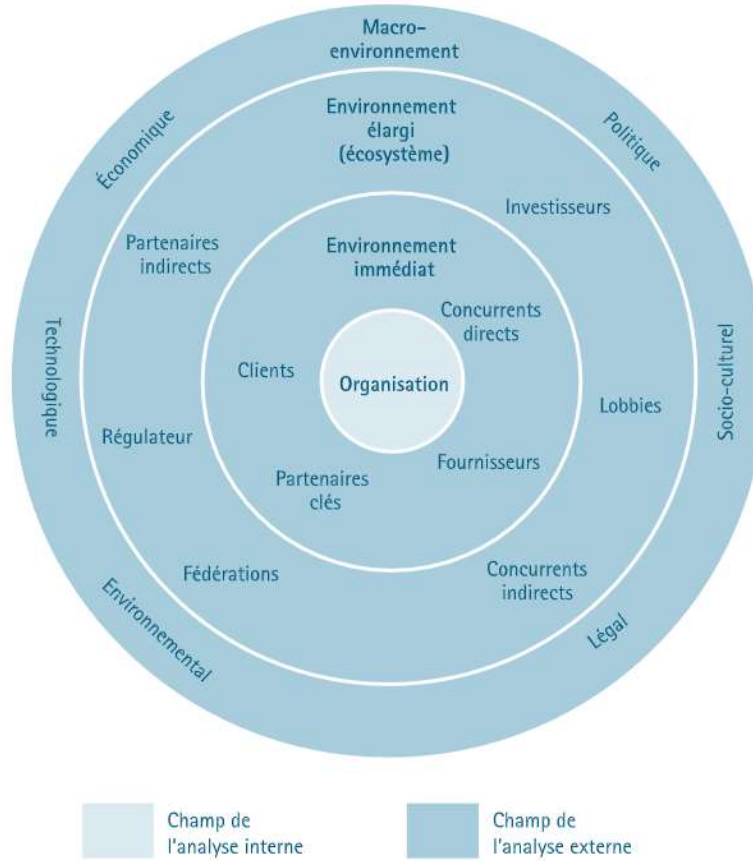 Macro-
environnement
Environnement
élargi
(écosystème)
Économique
Politique
Investisseurs
Partenaires
indirects
Environnement
immédiat
Concurrents
directs
Technologique
Socio-culturel
Clients
Organisation
Lobbies
Régulateur
Fournisseurs
Partenaires
clés
Fédérations
Concurrents
indirects
Environnemental
Légal
Champ de
l'analyse interne
Champ de
l'analyse externe